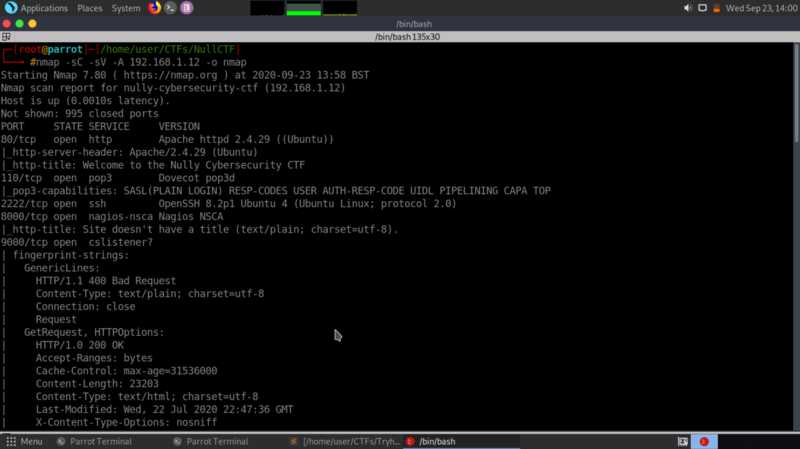 Applications Places System Wed Sep 23, 14:00
/bin/bash
/bin/bash 135x30
[root@parrot]─[/home/user/CTFs/NullCTF]
#nmap -sC -sV -A 192.168.1.12 -o nmap
Starting Nmap 7.80 ( https://nmap.org ) at 2020-09-23 13:58 BST
Nmap scan report for nully-cybersecurity-ctf (192.168.1.12)
Host is up (0.0010s latency).
Not shown: 995 closed ports
PORT     STATE SERVICE     VERSION
80/tcp   open  http        Apache httpd 2.4.29 ((Ubuntu))
|_http-server-header: Apache/2.4.29 (Ubuntu)
|_http-title: Welcome to the Nully Cybersecurity CTF
110/tcp  open  pop3        Dovecot pop3d
|_pop3-capabilities: SASL(PLAIN LOGIN) RESP-CODES USER AUTH-RESP-CODE UIDL PIPELINING CAPA TOP
2222/tcp open  ssh         OpenSSH 8.2p1 Ubuntu 4 (Ubuntu Linux; protocol 2.0)
8000/tcp open  nagios-nsca Nagios NSCA
|_http-title: Site doesn't have a title (text/plain; charset=utf-8).
9000/tcp open  cslistener?
| fingerprint-strings:
|   GenericLines:
|     HTTP/1.1 400 Bad Request
|     Content-Type: text/plain; charset=utf-8
|     Connection: close
|     Request
|   GetRequest, HTTPOptions:
|     HTTP/1.0 200 OK
|     Accept-Ranges: bytes
|     Cache-Control: max-age=31536000
|     Content-Length: 23203
|     Content-Type: text/html; charset=utf-8
|     Last-Modified: Wed, 22 Jul 2020 22:47:36 GMT
|     X-Content-Type-Options: nosniff
Menu Parrot Terminal Parrot Terminal [/home/user/CTFs/Tryh... /bin/bash